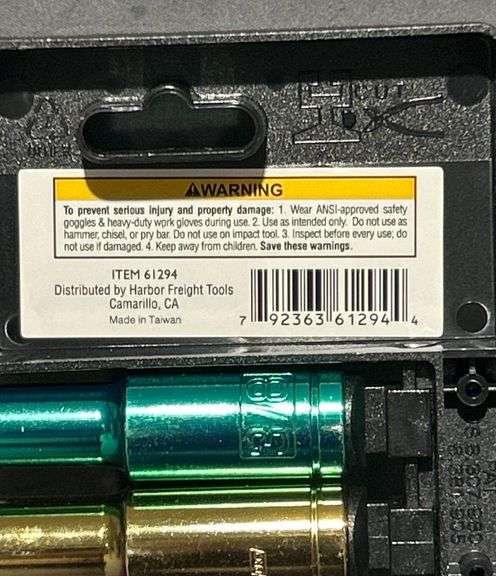 CUT
⚠WARNING
To prevent serious injury and property damage: 1. Wear ANSI-approved safety
goggles & heavy-duty work gloves during use. 2. Use as intended only. Do not use as
hammer, chisel, or pry bar. Do not use on impact tool. 3. Inspect before every use; do
not use if damaged. 4. Keep away from children. Save these warnings.
ITEM 61294
Distributed by Harbor Freight Tools
Camarillo, CA
Made in Taiwan
7 92363 61294 4
3/8